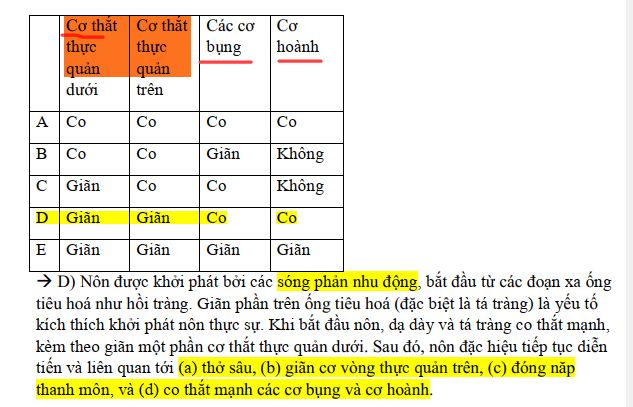 Cơ thắt Cơ thắt Các cơ Cơ
thực thực bụng hoành
quản quản
dưới trên
A Co Co Co Co
B Co Co Giãn Không
C Giãn Co Co Không
D Giãn Giãn Co Co
E Giãn Giãn Giãn Giãn
→ D) Nôn được khởi phát bởi các sóng phản nhu động, bắt đầu từ các đoạn xa ống
tiêu hoá như hồi tràng. Giãn phần trên ống tiêu hoá (đặc biệt là tá tràng) là yếu tố
kích thích khởi phát nôn thực sự. Khi bắt đầu nôn, dạ dày và tá tràng co thắt mạnh,
kèm theo giãn một phần cơ thắt thực quản dưới. Sau đó, nôn đặc hiệu tiếp tục diễn
tiến và liên quan tới (a) thở sâu, (b) giãn cơ vòng thực quản trên, (c) đóng năp
thanh môn, và (d) co thắt mạnh các cơ bụng và cơ hoành.